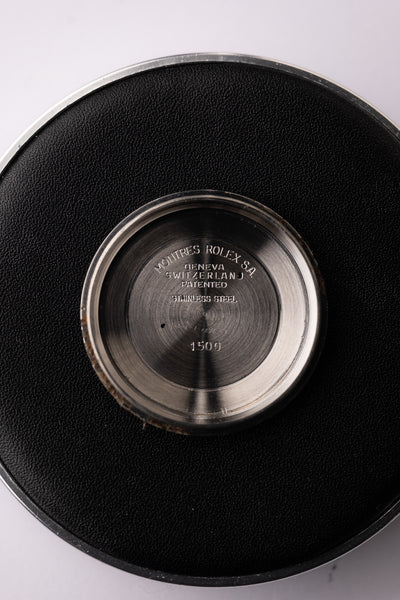 MONTRES ROLEX S.A.
GENEVA
SWITZERLAND
PATENTED
STAINLESS STEEL
1500